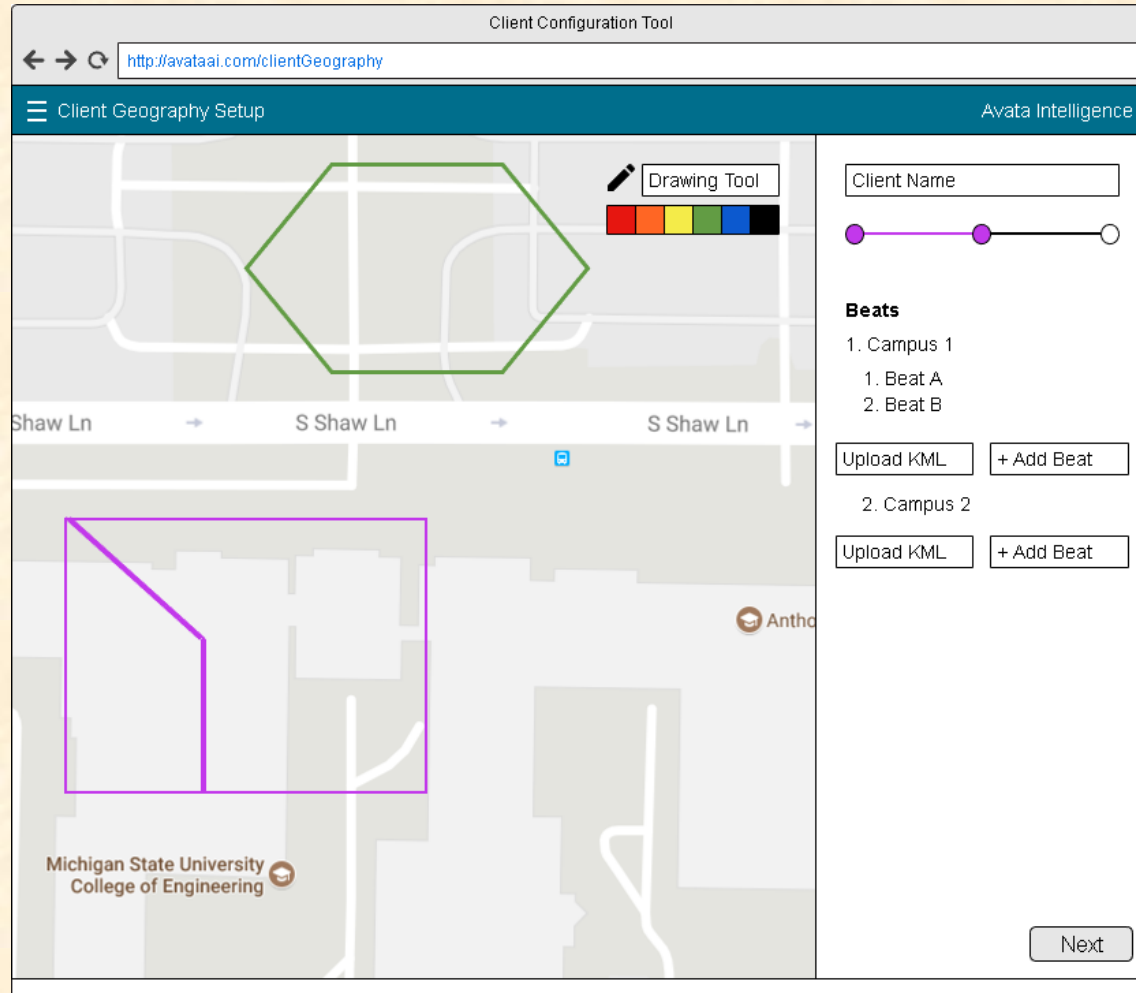 Client Configuration Tool
http://avataai.com/clientGeography
Client Geography Setup
Avata Intelligence
Drawing Tool
Shaw Ln
S Shaw Ln
S Shaw Ln
Antho
Michigan State University
College of Engineering
Client Name
Beats
1. Campus 1
1. Beat A
2. Beat B
Upload KML
+ Add Beat
2. Campus 2
Upload KML
+ Add Beat
Next